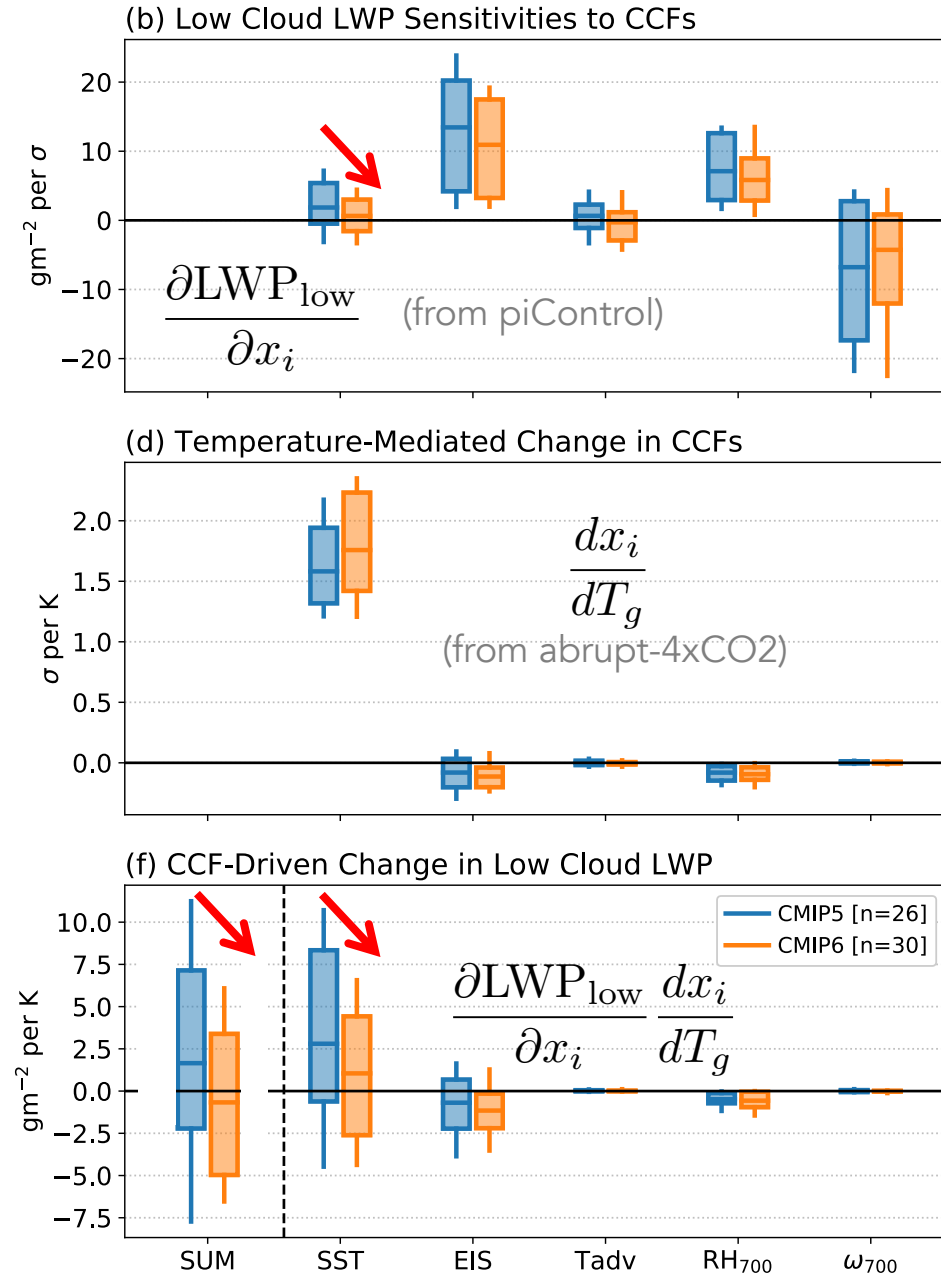 (b) Low Cloud LWP Sensitivities to CCFs
20
10
0
−10
−20
gm⁻² per σ
∂LWP_low
∂x_i
(from piControl)
(d) Temperature-Mediated Change in CCFs
2.0
1.5
1.0
0.5
0.0
σ per K
dx_i
dT_g
(from abrupt-4xCO2)
(f) CCF-Driven Change in Low Cloud LWP
10.0
7.5
5.0
2.5
0.0
−2.5
−5.0
−7.5
gm⁻² per K
CMIP5 [n=26]
CMIP6 [n=30]
∂LWP_low dx_i
∂x_i dT_g
SUM SST EIS Tadv RH₇₀₀ ω₇₀₀